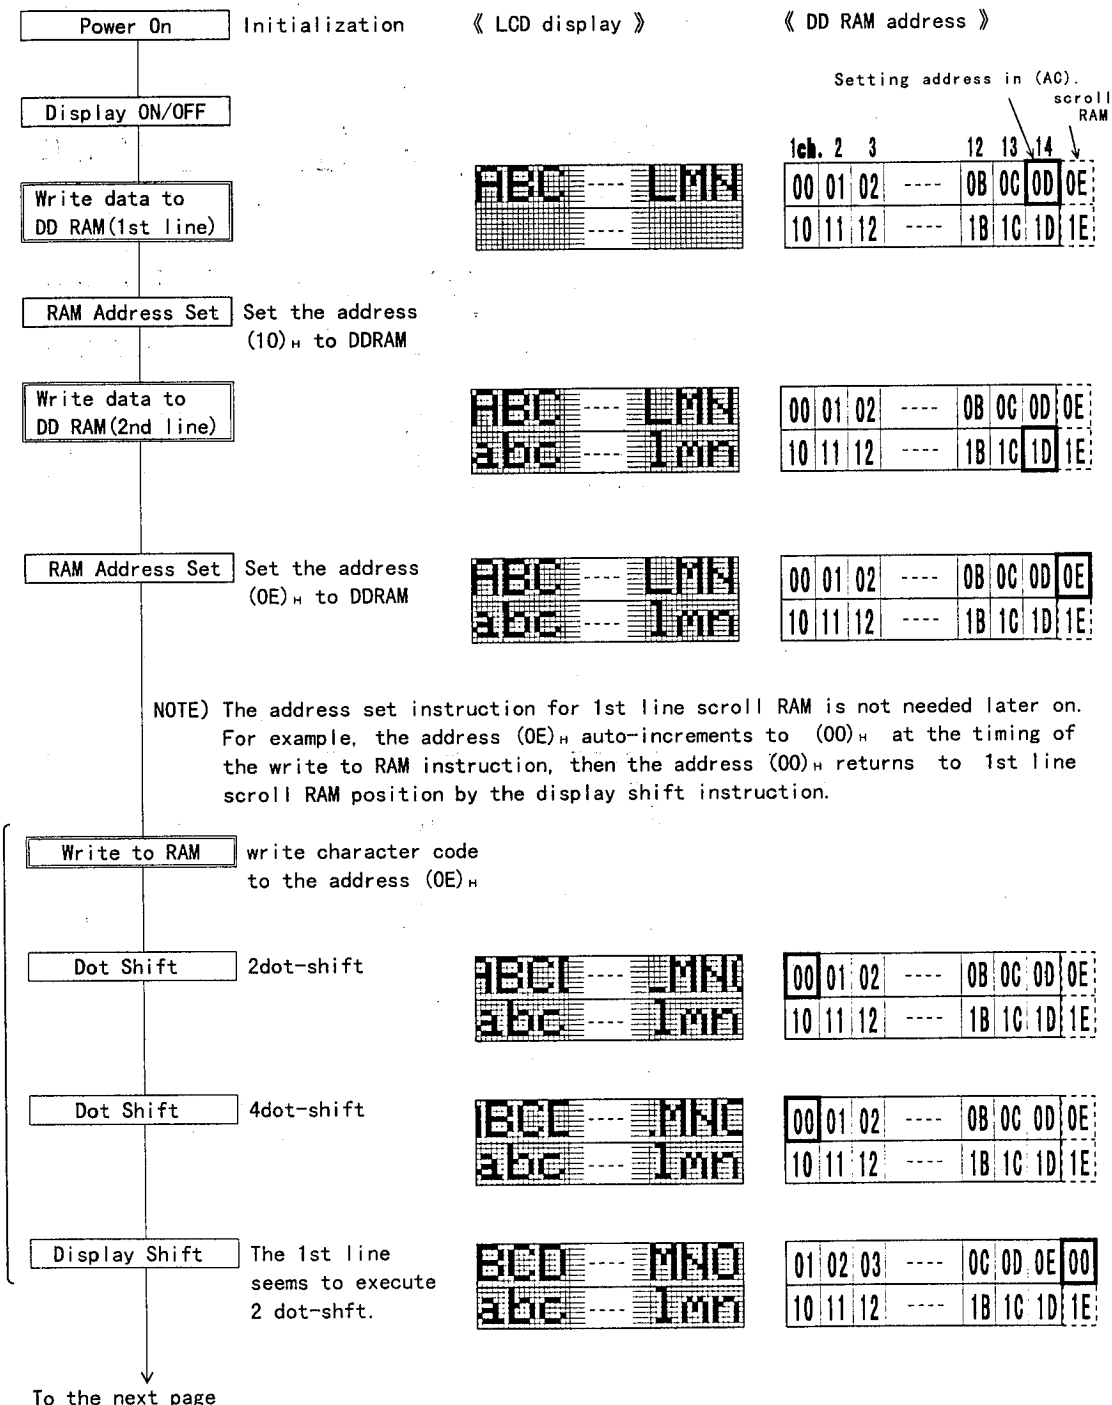 Power On Initialization 《 LCD display 》 《 DD RAM address 》
Setting address in (AC).
scroll
RAM
Display ON/OFF
1ch. 2 3 12 13 14
Write data to
DD RAM(1st line)
ABC ---- LMN
----
00 01 02 ---- 0B 0C 0D 0E
10 11 12 ---- 1B 1C 1D 1E
RAM Address Set Set the address
(10)H to DDRAM
Write data to
DD RAM(2nd line)
ABC ---- LMN
abc ---- lmn
00 01 02 ---- 0B 0C 0D 0E
10 11 12 ---- 1B 1C 1D 1E
RAM Address Set Set the address
(0E)H to DDRAM
ABC ---- LMN
abc ---- lmn
00 01 02 ---- 0B 0C 0D 0E
10 11 12 ---- 1B 1C 1D 1E
NOTE) The address set instruction for 1st line scroll RAM is not needed later on.
For example, the address (0E)H auto-increments to (00)H at the timing of
the write to RAM instruction, then the address (00)H returns to 1st line
scroll RAM position by the display shift instruction.
Write to RAM write character code
to the address (0E)H
Dot Shift 2dot-shift
ABC ---- LMN
abc ---- lmn
00 01 02 ---- 0B 0C 0D 0E
10 11 12 ---- 1B 1C 1D 1E
Dot Shift 4dot-shift
BC ---- MN
abc ---- lmn
00 01 02 ---- 0B 0C 0D 0E
10 11 12 ---- 1B 1C 1D 1E
Display Shift The 1st line
seems to execute
2 dot-shft.
BCD ---- MNO
abc ---- lmn
01 02 03 ---- 0C 0D 0E 00
10 11 12 ---- 1B 1C 1D 1E
To the next page